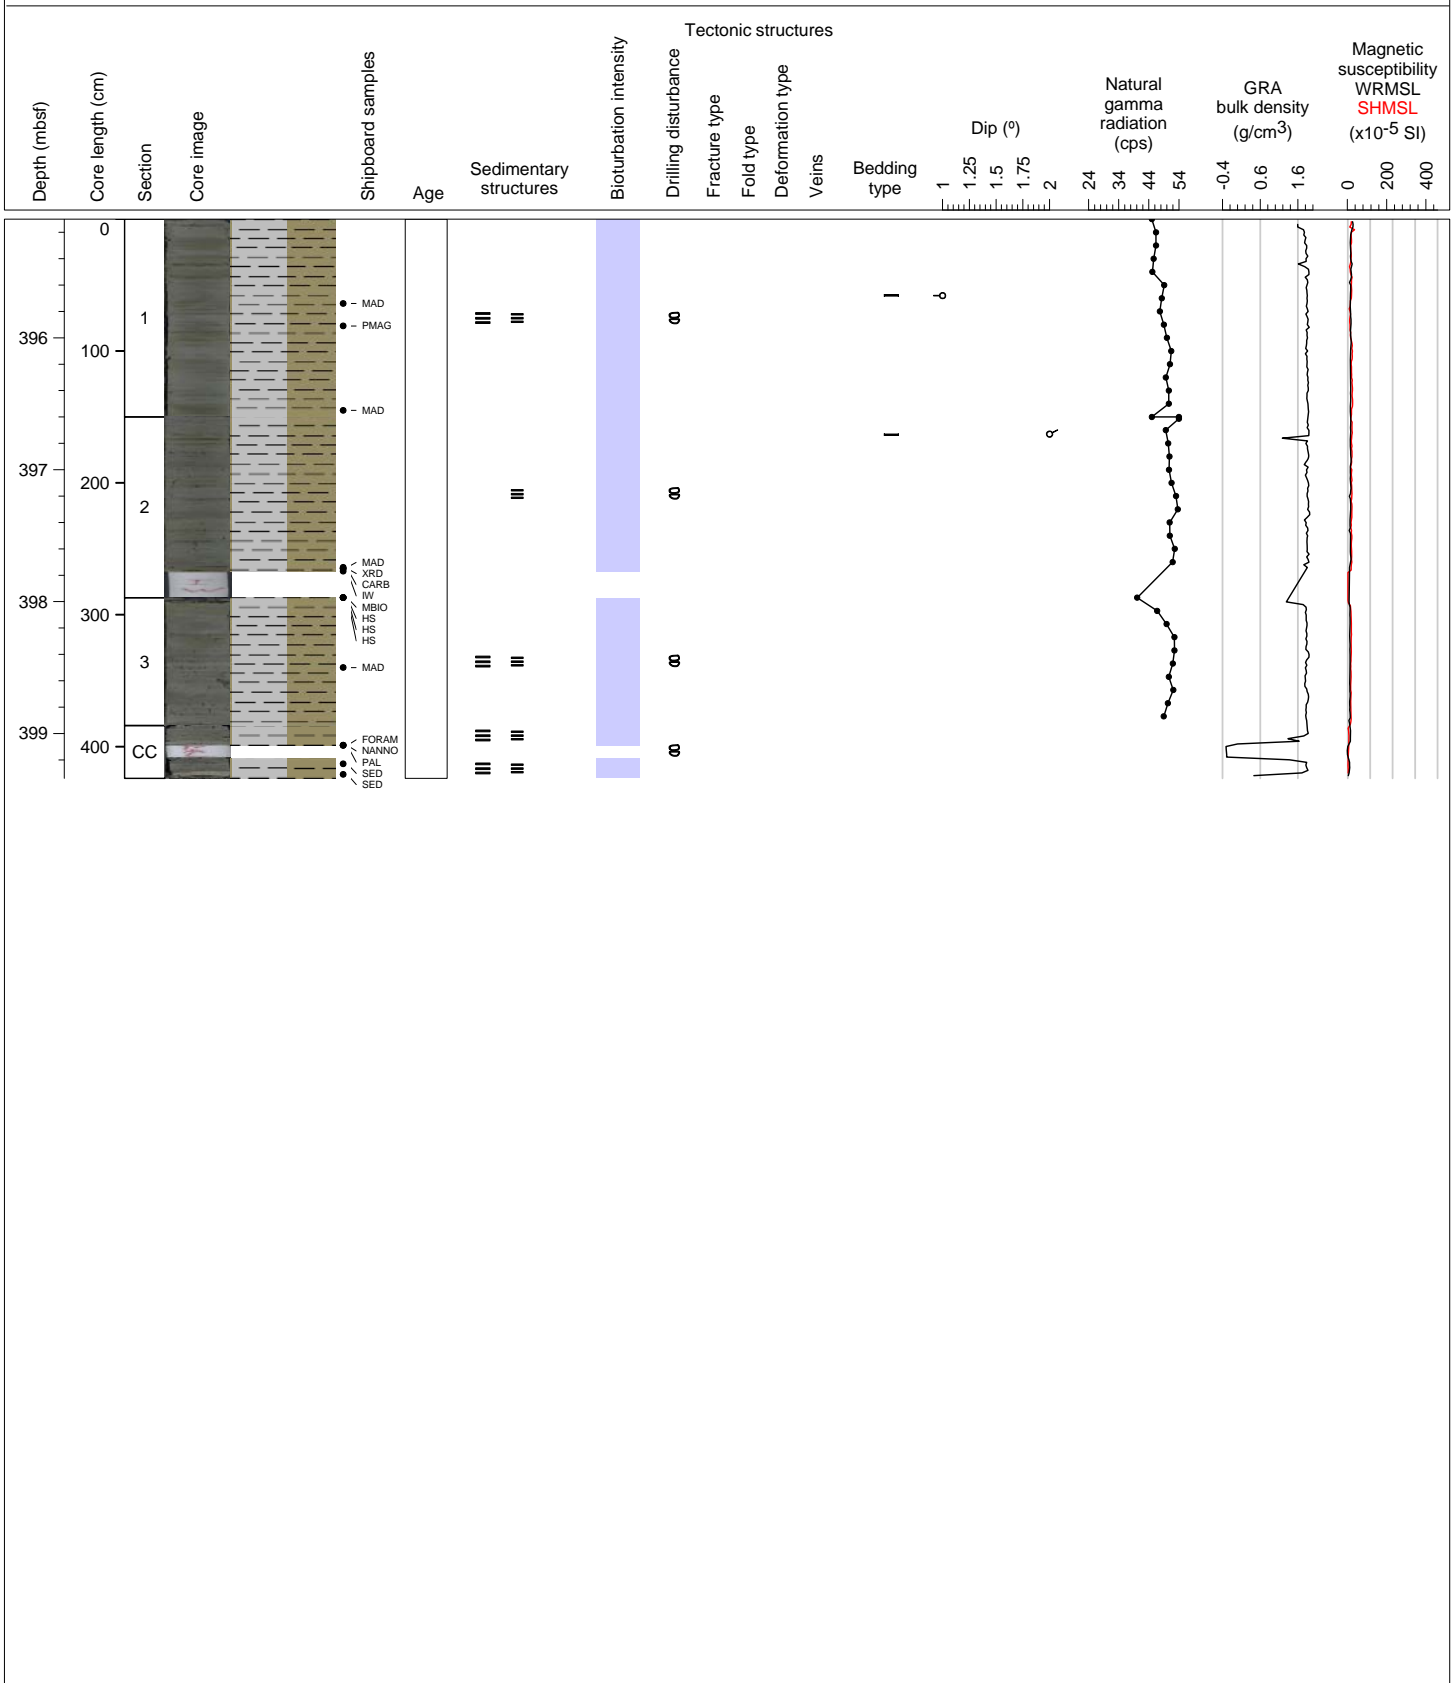 Tectonic structures
Depth (mbsf)
Core length (cm)
Section
Core image
Shipboard samples
Age
Sedimentary
structures
Bioturbation intensity
Drilling disturbance
Fracture type
Fold type
Deformation type
Veins
Bedding
type
Dip (º)
1
1.25
1.5
1.75
2
Natural
gamma
radiation
(cps)
24
34
44
54
GRA
bulk density
(g/cm3)
-0.4
0.6
1.6
Magnetic
susceptibility
WRMSL
SHMSL
(x10-5 SI)
0
200
400
0
MAD
1
PMAG
396
100
MAD
397
200
2
MAD
XRD
CARB
IW
398
MBIO
300
HS
HS
HS
3
MAD
399
FORAM
400
CC
NANNO
PAL
SED
SED